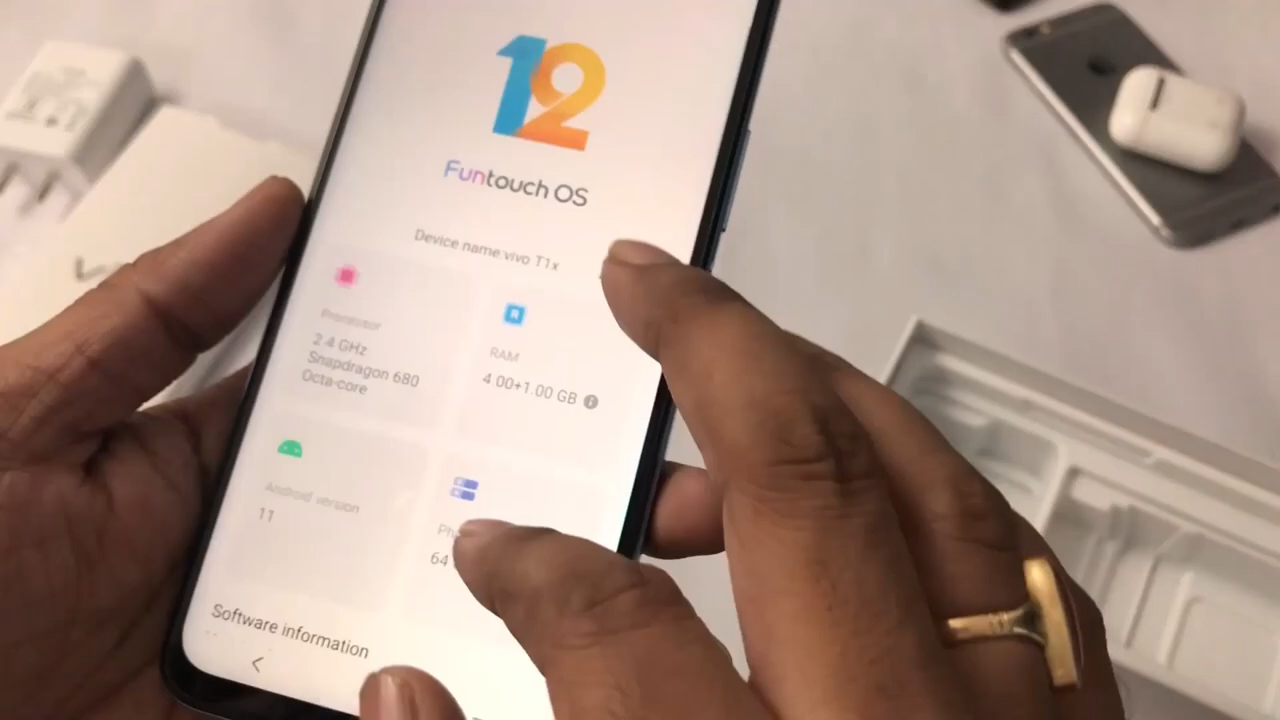 12
Funtouch OS
Device name vivo T1x
Processor
2.4 GHz
Snapdragon 680
Octa-core
RAM
4.00+1.00 GB
Android version
11
64
Software information